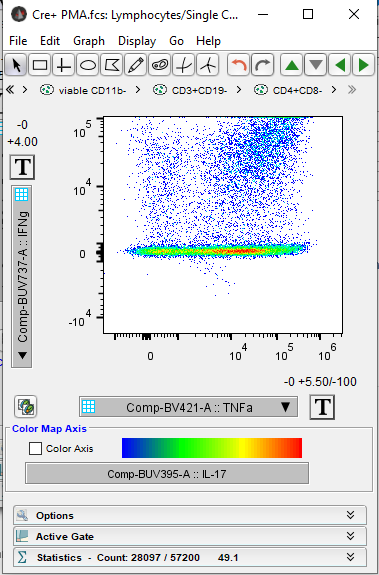 Cre+ PMA.fcs: Lymphocytes/Single C...
File Edit Graph Display Go Help
viable CD11b- CD3+CD19- CD4+CD8-
-0
+4.00
T
Comp-BUV737-A :: IFNg
10^5
10^4
0
-10^4
0 10^4 10^5 10^6
-0 +5.50/-100
Comp-BV421-A :: TNFa
T
Color Map Axis
Color Axis
Comp-BUV395-A :: IL-17
Options
Active Gate
Σ Statistics - Count: 28097 / 57200 49.1